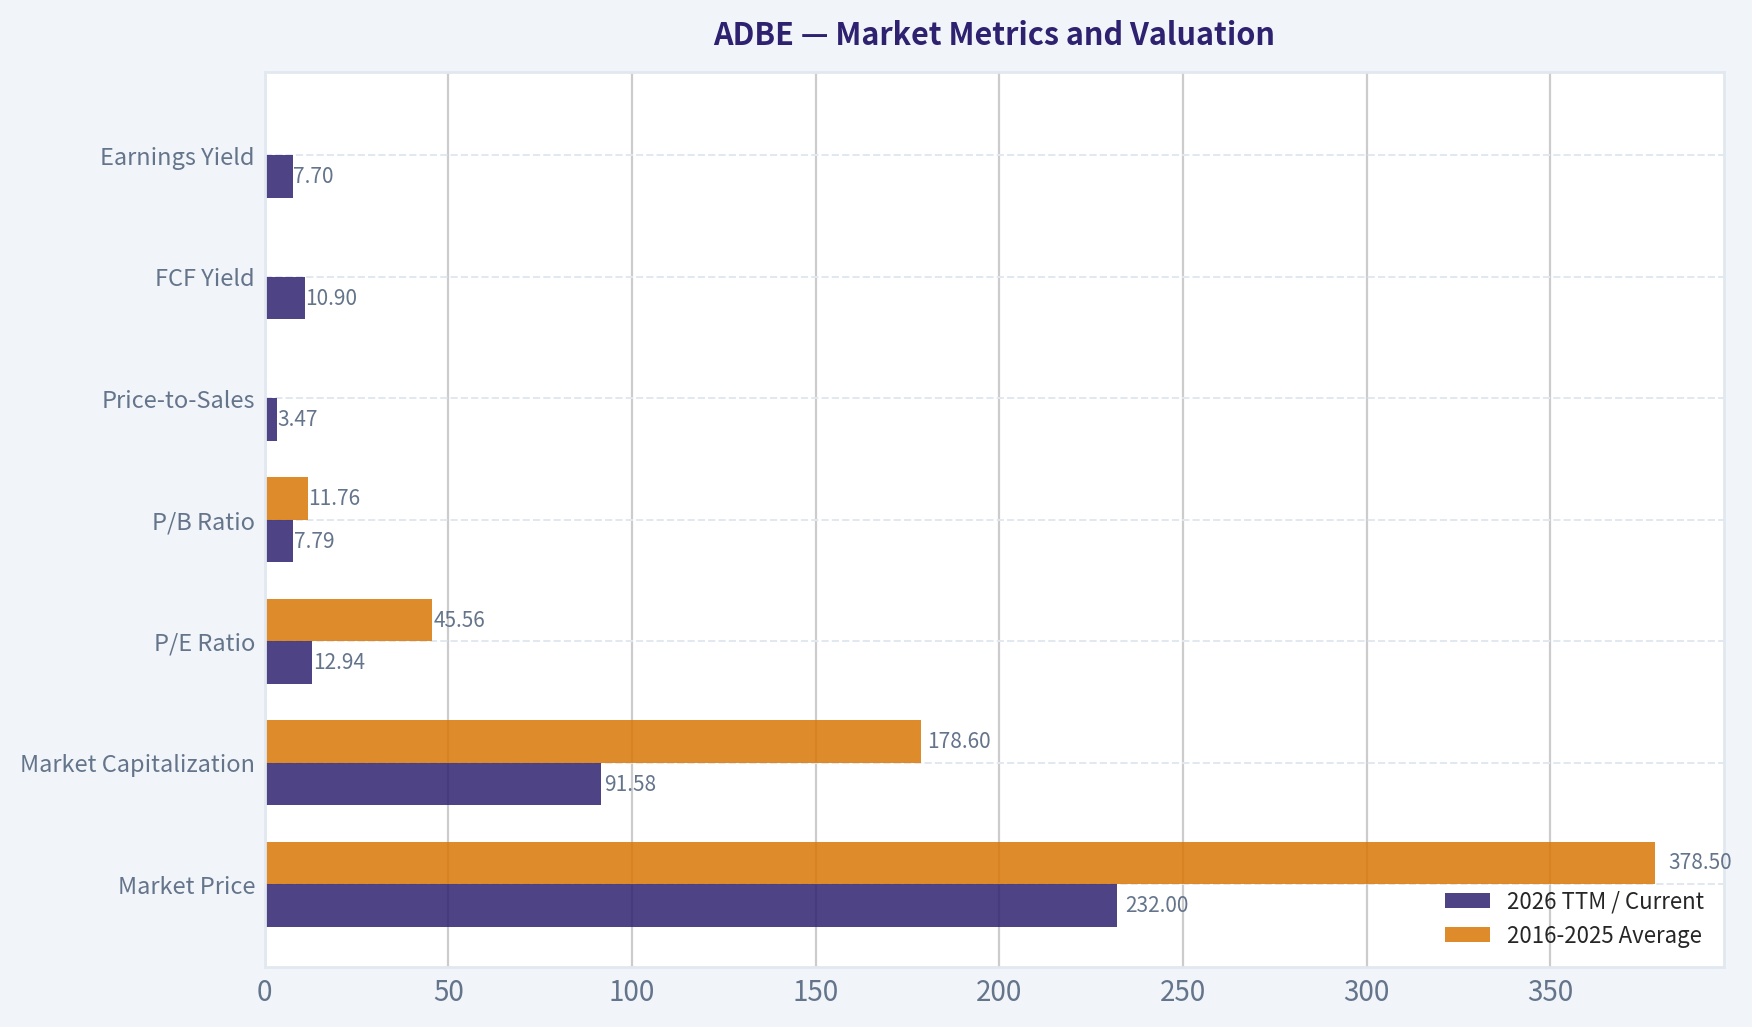 ADBE — Market Metrics and Valuation
Earnings Yield
7.70
FCF Yield
10.90
Price-to-Sales
3.47
P/B Ratio
11.76
7.79
P/E Ratio
45.56
12.94
Market Capitalization
178.60
91.58
Market Price
378.50
232.00
2026 TTM / Current
2016-2025 Average
0 50 100 150 200 250 300 350